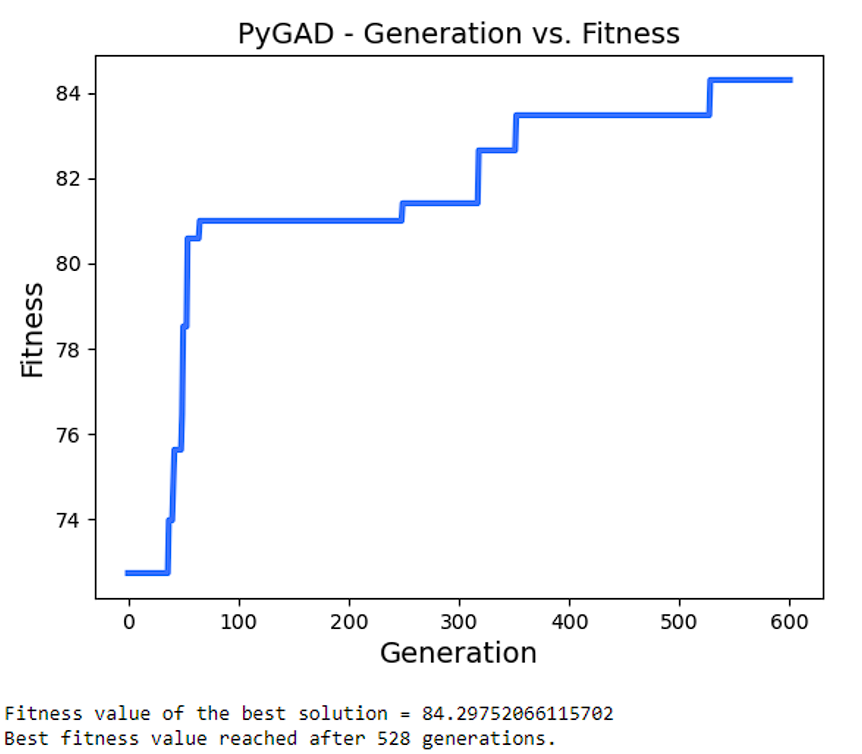 PyGAD - Generation vs. Fitness
84
82
80
78
76
74
Fitness
0 100 200 300 400 500 600
Generation
Fitness value of the best solution = 84.29752066115702
Best fitness value reached after 528 generations.